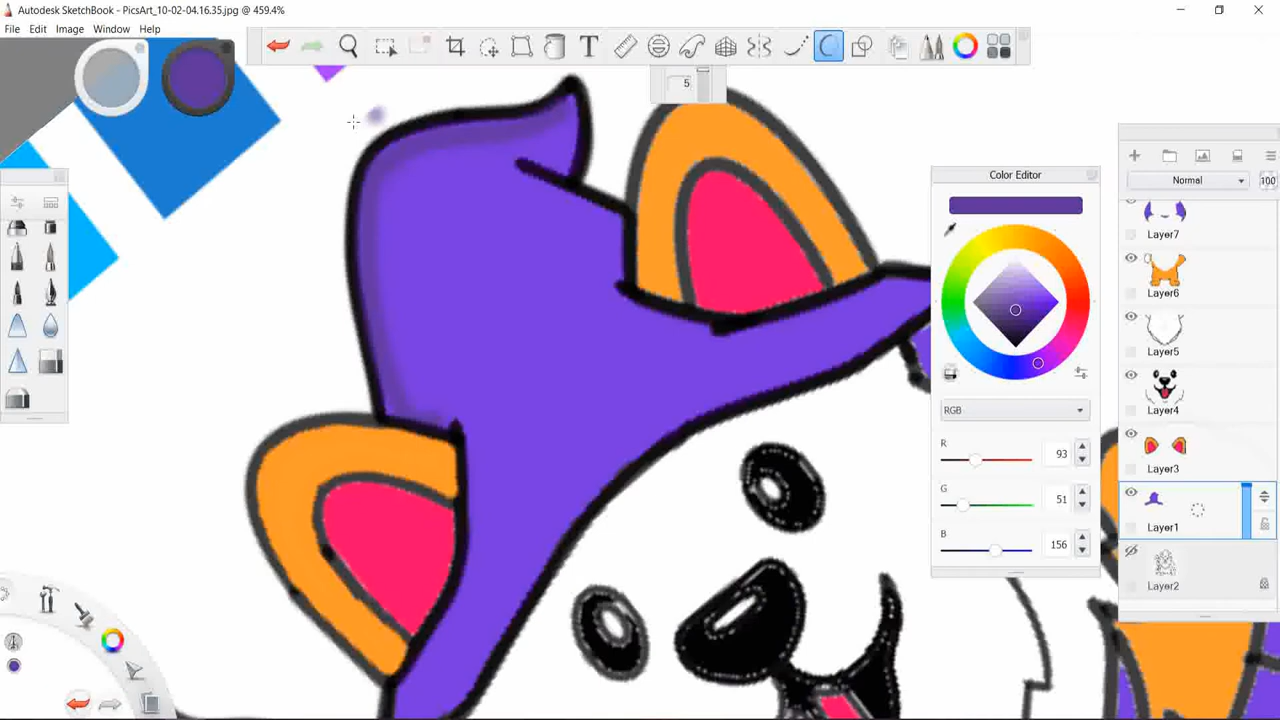 Autodesk SketchBook - PicsArt_10-02-04.16.35.jpg @ 459.4%
File Edit Image Window Help
T
5
Color Editor
RGB
R 93
G 51
B 156
Normal 100
Layer7
Layer6
Layer5
Layer4
Layer3
Layer1
Layer2